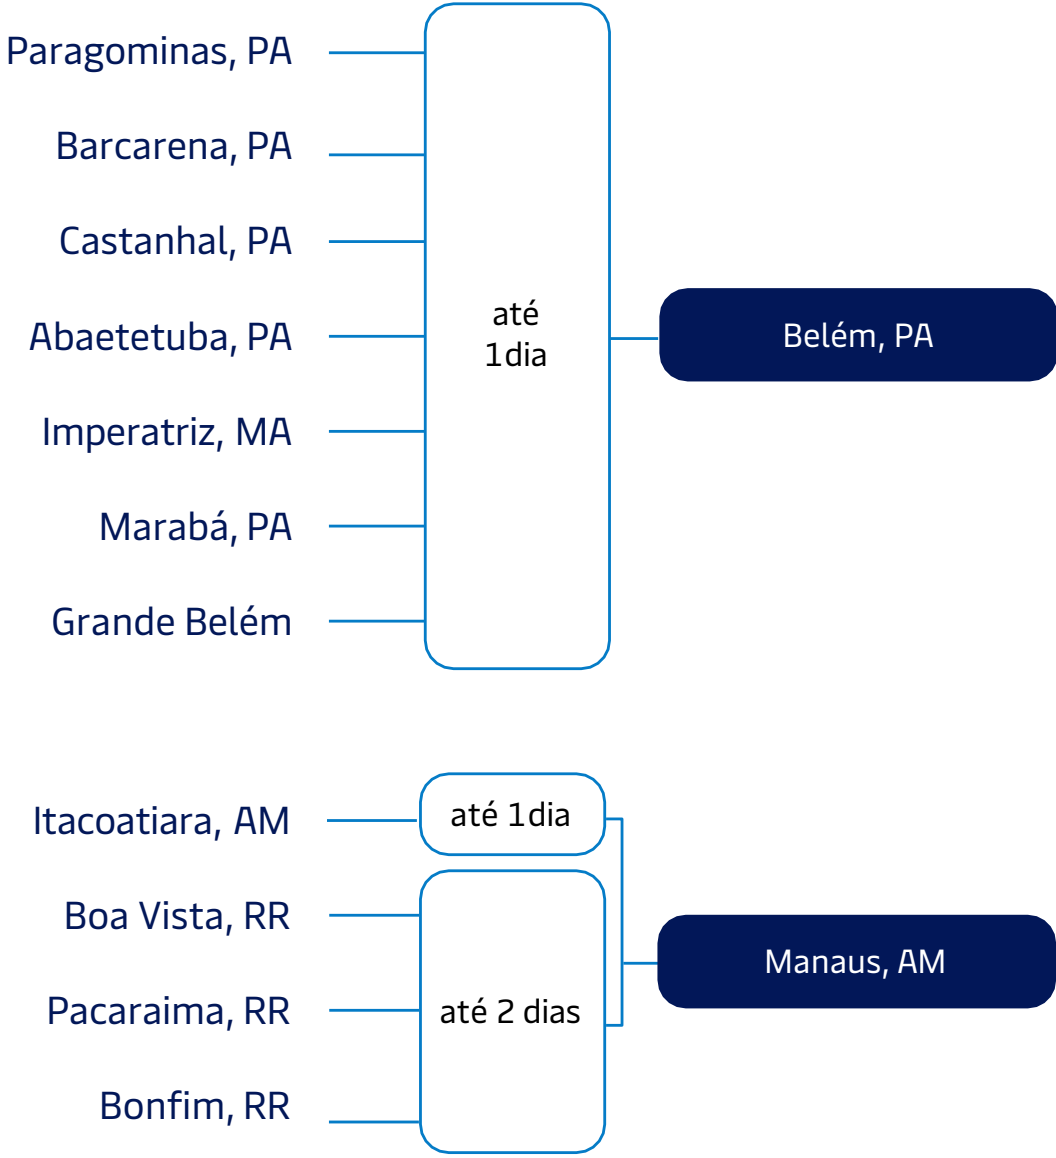 Paragominas, PA
Barcarena, PA
Castanhal, PA
Abaetetuba, PA
Imperatriz, MA
Marabá, PA
Grande Belém
até
1dia
Belém, PA
Itacoatiara, AM
até 1dia
Boa Vista, RR
Pacaraima, RR
Bonfim, RR
até 2 dias
Manaus, AM